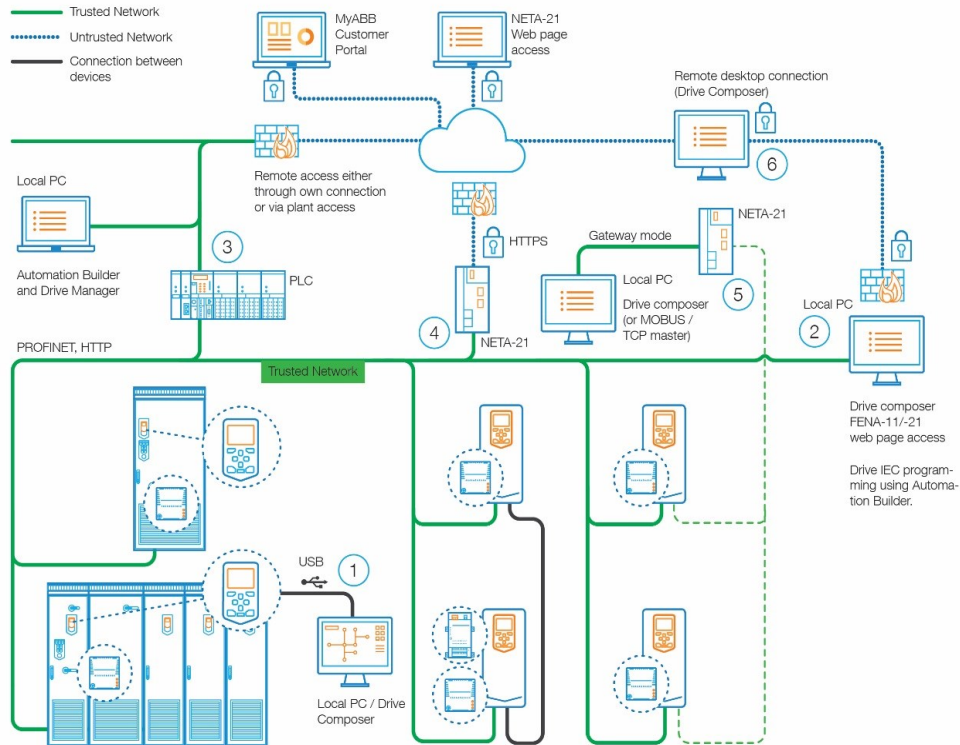 Trusted Network
Untrusted Network
Connection between
devices
MyABB
Customer
Portal
NETA-21
Web page
access
Remote desktop connection
(Drive Composer)
6
Remote access either
through own connection
or via plant access
Local PC
Automation Builder
and Drive Manager
3
PLC
HTTPS
4
NETA-21
Gateway mode
NETA-21
5
Local PC
Drive composer
(or MOBUS /
TCP master)
Local PC
2
Drive composer
FENA-11/-21
web page access
Drive IEC program-
ming using Automa-
tion Builder.
PROFINET, HTTP
Trusted Network
USB
1
Local PC / Drive
Composer